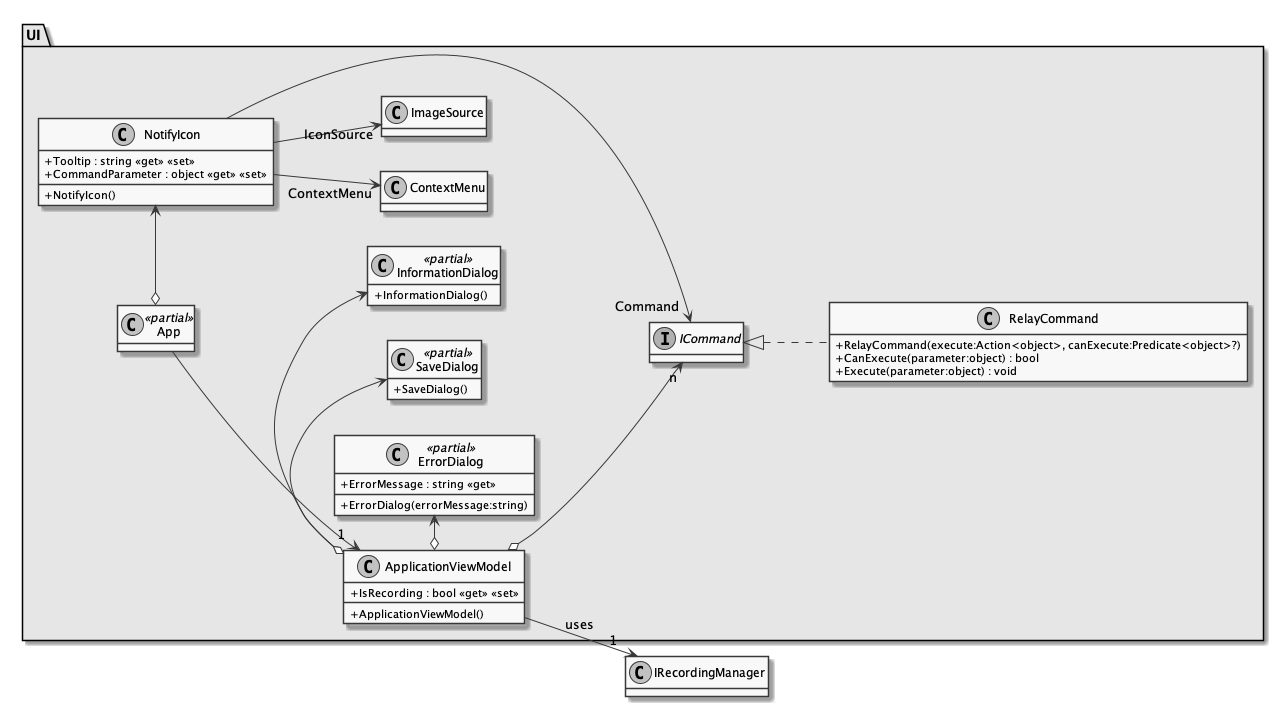 UI
C NotifyIcon
+Tooltip : string «get» «set»
+CommandParameter : object «get» «set»
+NotifyIcon()
IconSource
C ImageSource
ContextMenu
C ContextMenu
C «partial»
InformationDialog
+InformationDialog()
C «partial»
App
C «partial»
SaveDialog
+SaveDialog()
Command
I ICommand
n
C RelayCommand
+RelayCommand(execute:Action<object>, canExecute:Predicate<object>?)
+CanExecute(parameter:object) : bool
+Execute(parameter:object) : void
C «partial»
ErrorDialog
+ErrorMessage : string «get»
+ErrorDialog(errorMessage:string)
1
C ApplicationViewModel
+IsRecording : bool «get» «set»
+ApplicationViewModel()
uses
1
C IRecordingManager